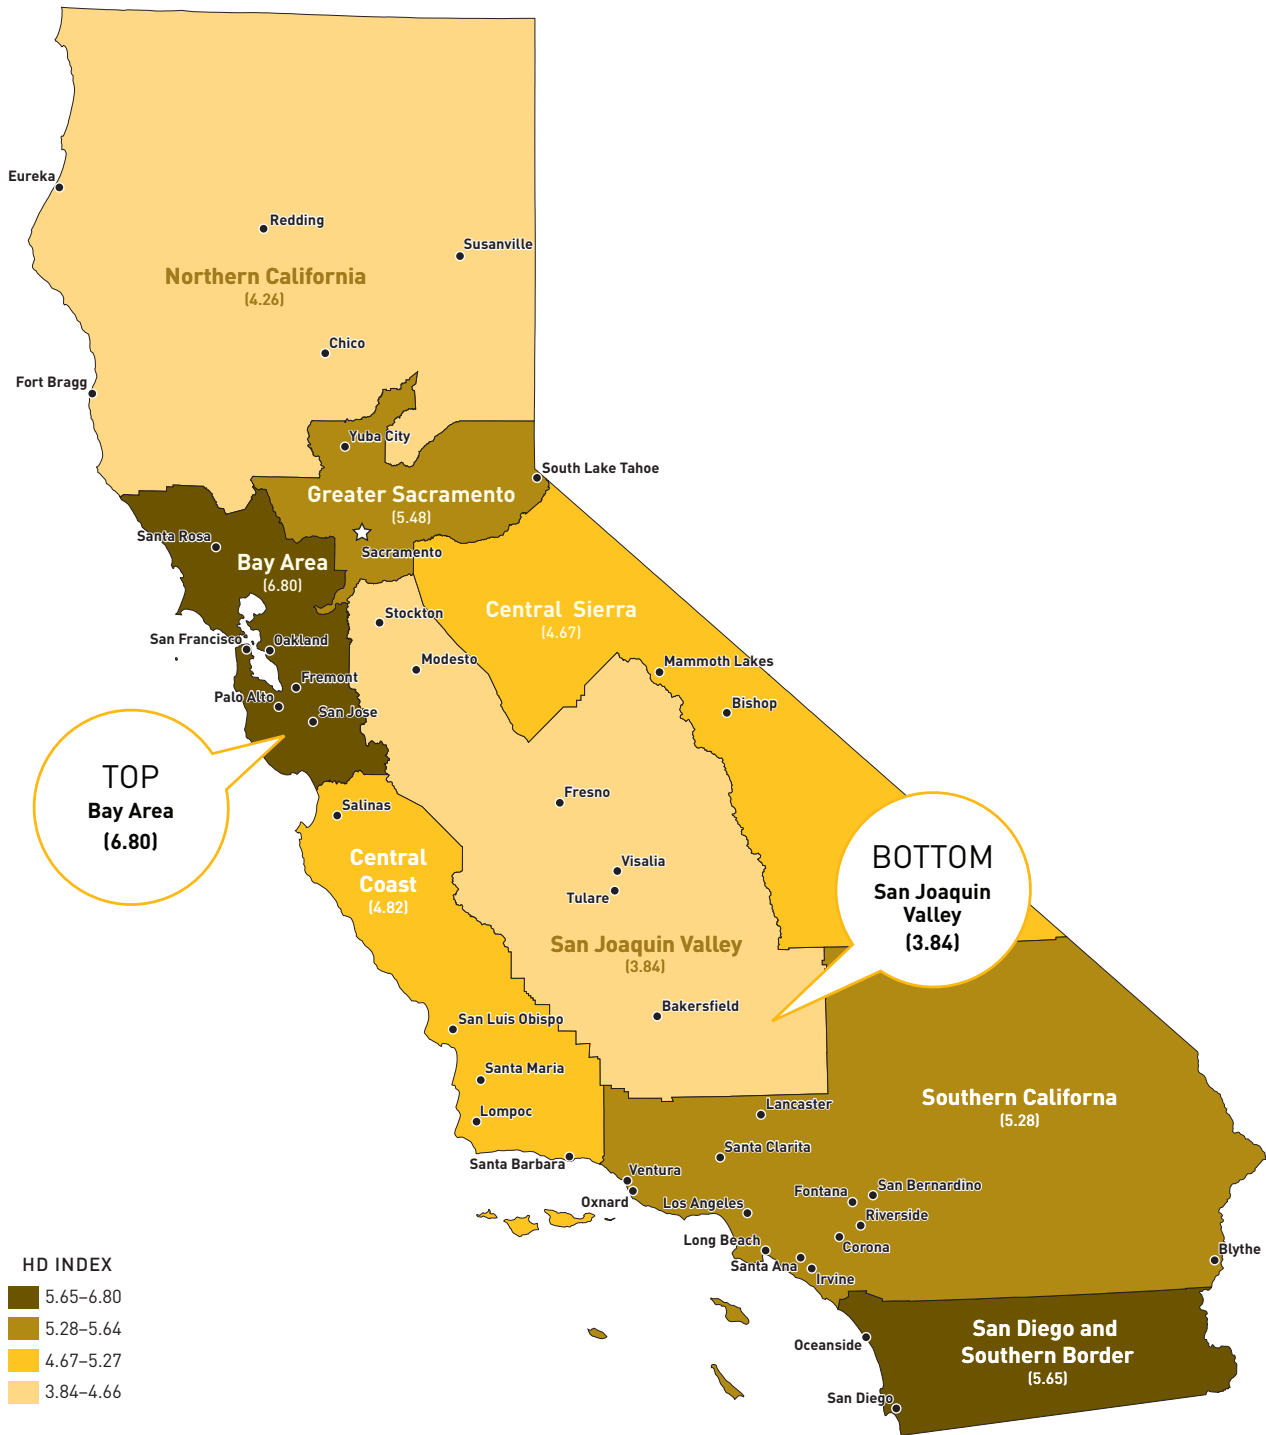 Eureka
Redding
Susanville
Northern California
(4.26)
Chico
Fort Bragg
Yuba City
South Lake Tahoe
Greater Sacramento
(5.48)
Santa Rosa
Sacramento
Bay Area
(6.80)
Central Sierra
(4.67)
Stockton
San Francisco
Oakland
Modesto
Mammoth Lakes
Fremont
Palo Alto
San Jose
Bishop
TOP
Bay Area
(6.80)
Fresno
Salinas
Central
Coast
(4.82)
Visalia
Tulare
BOTTOM
San Joaquin
Valley
(3.84)
San Joaquin Valley
(3.84)
Bakersfield
San Luis Obispo
Santa Maria
Lompoc
Santa Barbara
Lancaster
Southern Californa
(5.28)
Santa Clarita
Ventura
Oxnard
Los Angeles
Fontana
San Bernardino
Riverside
Corona
Long Beach
Santa Ana
Irvine
Blythe
Oceanside
San Diego and
Southern Border
(5.65)
San Diego
HD INDEX
5.65–6.80
5.28–5.64
4.67–5.27
3.84–4.66